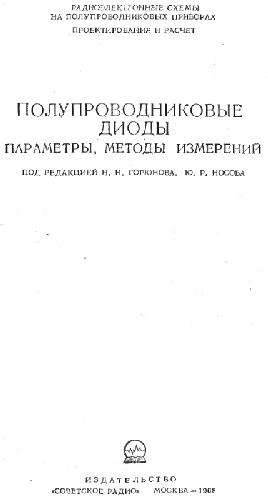 РАДИОЭЛЕКТРОННЫЕ СХЕМЫ
НА ПОЛУПРОВОДНИКОВЫХ ПРИБОРАХ
ПРОЕКТИРОВАНИЕ И РАСЧЕТ
ПОЛУПРОВОДНИКОВЫЕ
ДИОДЫ
ПАРАМЕТРЫ, МЕТОДЫ ИЗМЕРЕНИЙ
ПОД РЕДАКЦИЕЙ Н. Н. ГОРЮНОВА, Ю. Р. НОСОВА
ИЗДАТЕЛЬСТВО
«СОВЕТСКОЕ РАДИО» МОСКВА — 1968